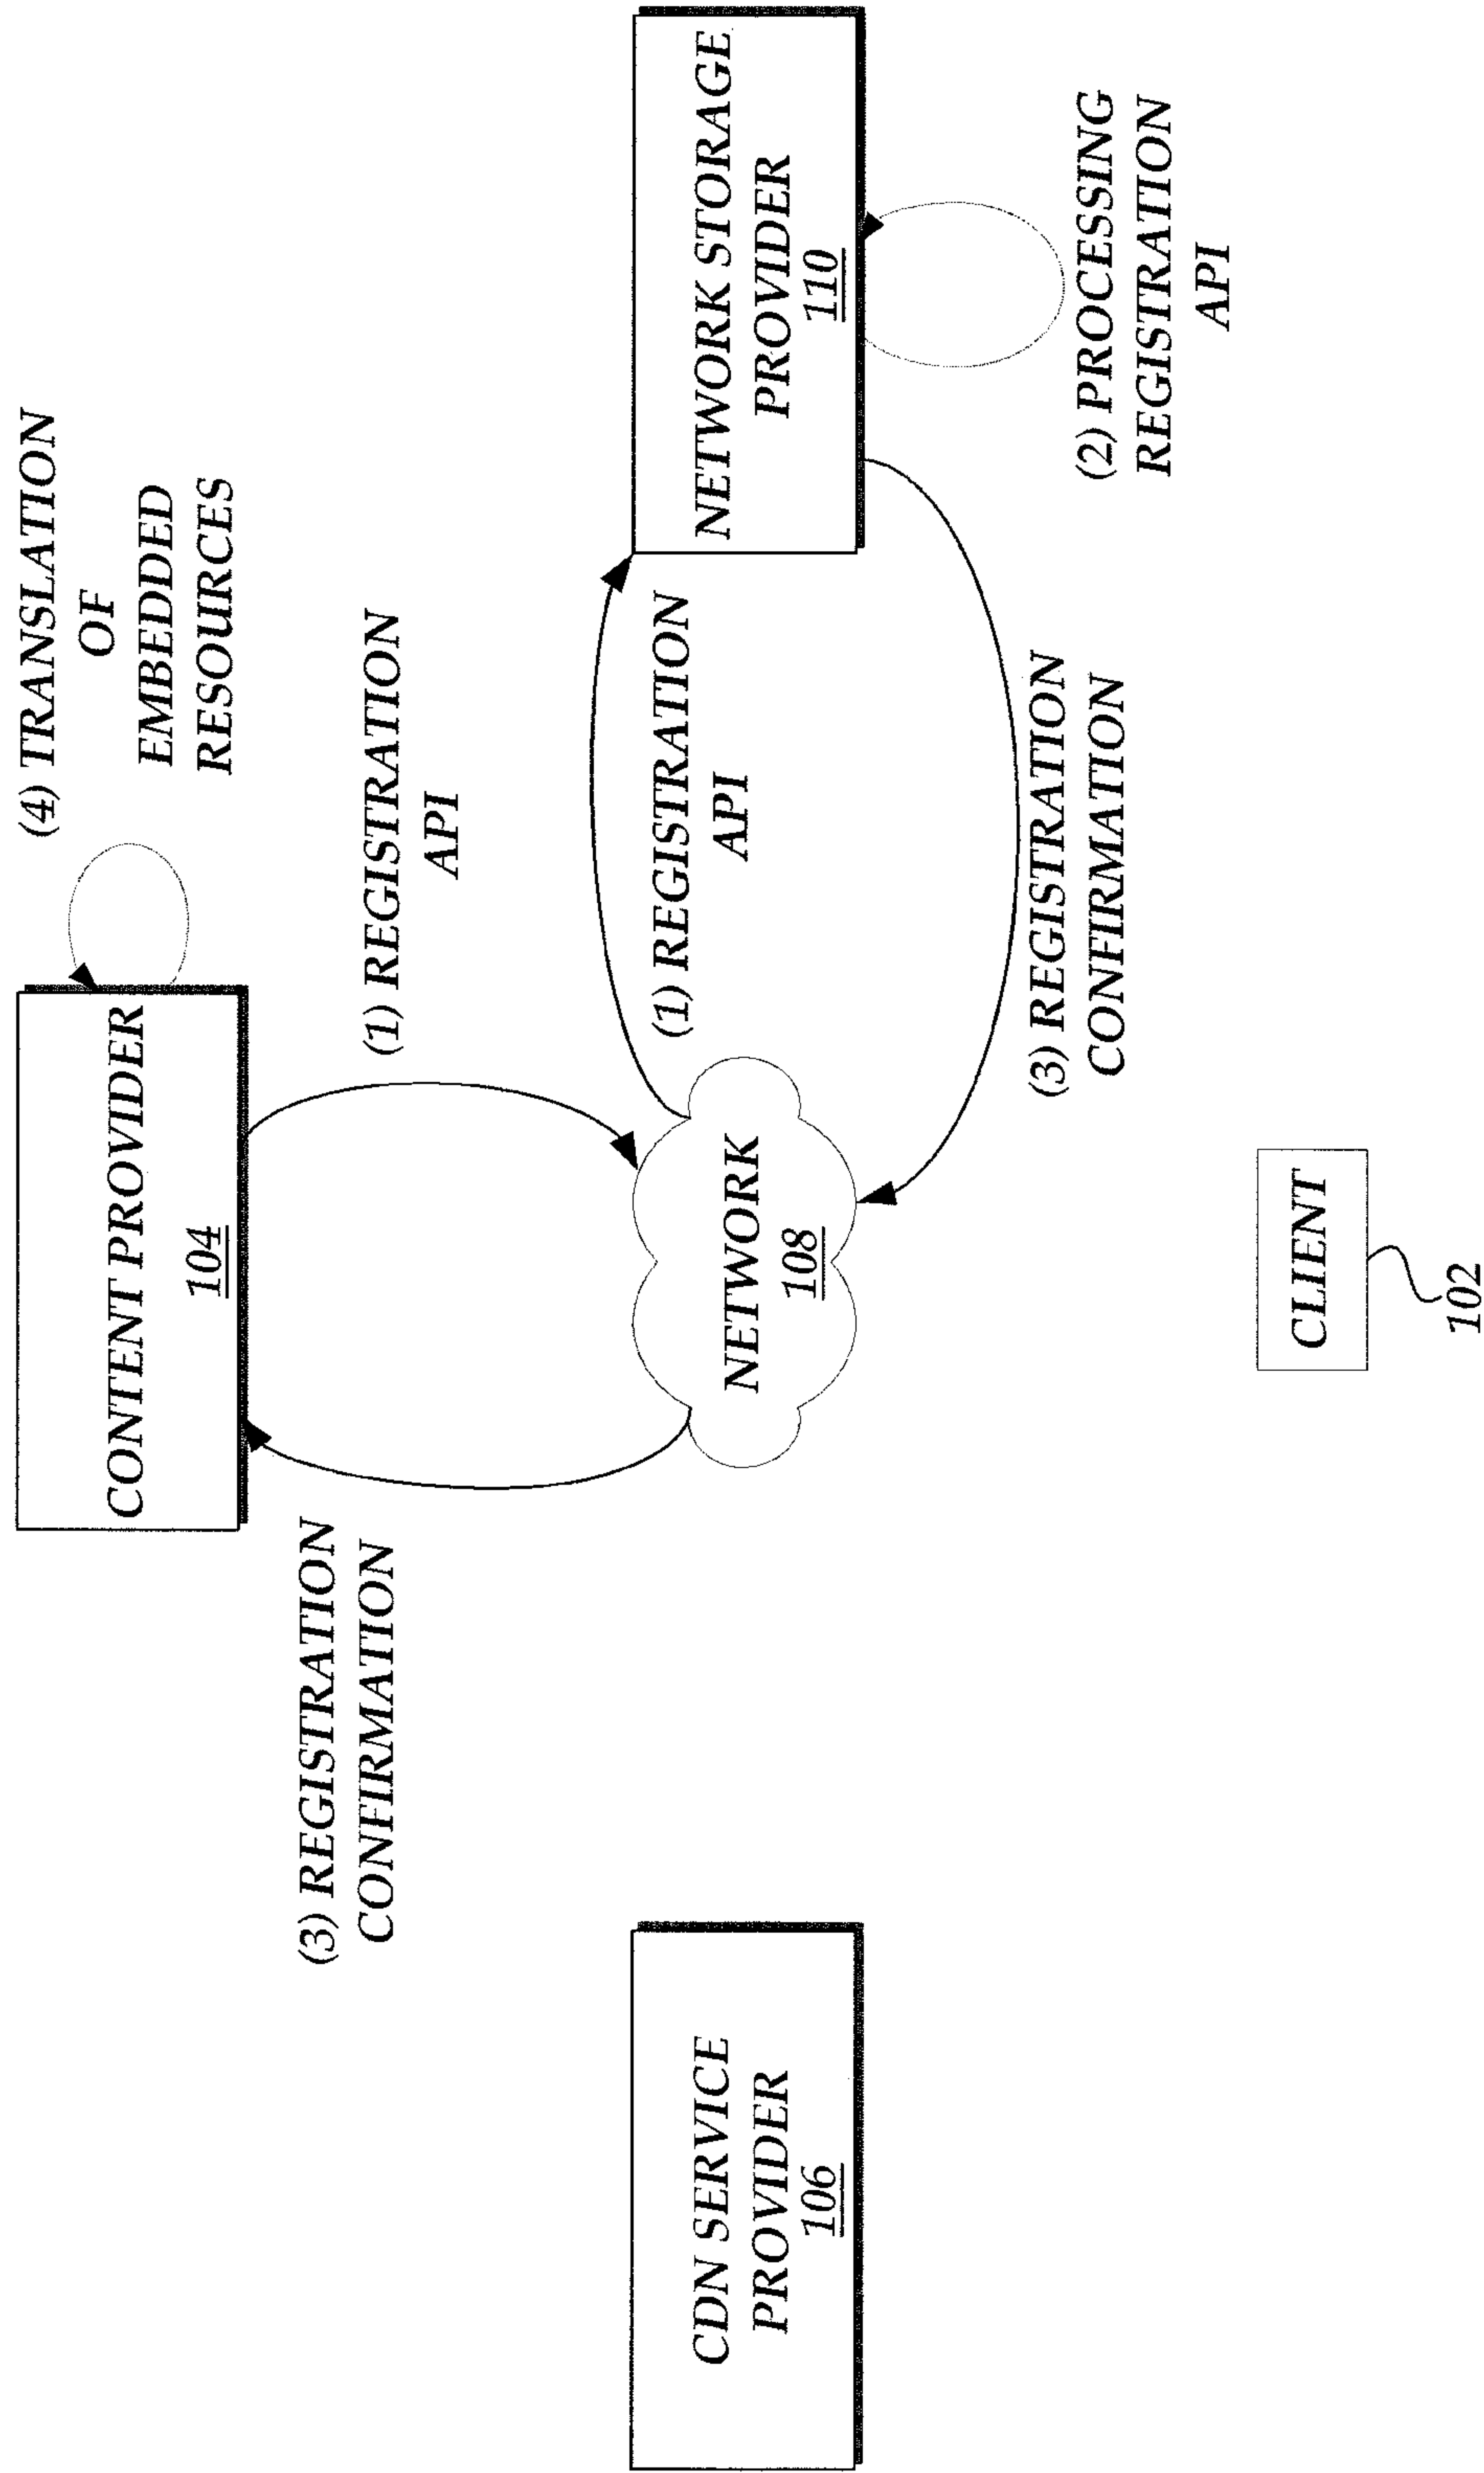 (4) TRANSLATION
OF
EMBEDDED
RESOURCES
CONTENT PROVIDER
104
(3) REGISTRATION
CONFIRMATION
(1) REGISTRATION
API
CDN SERVICE
PROVIDER
106
NETWORK
108
(1) REGISTRATION
API
NETWORK STORAGE
PROVIDER
110
(3) REGISTRATION
CONFIRMATION
(2) PROCESSING
REGISTRATION
API
CLIENT
102